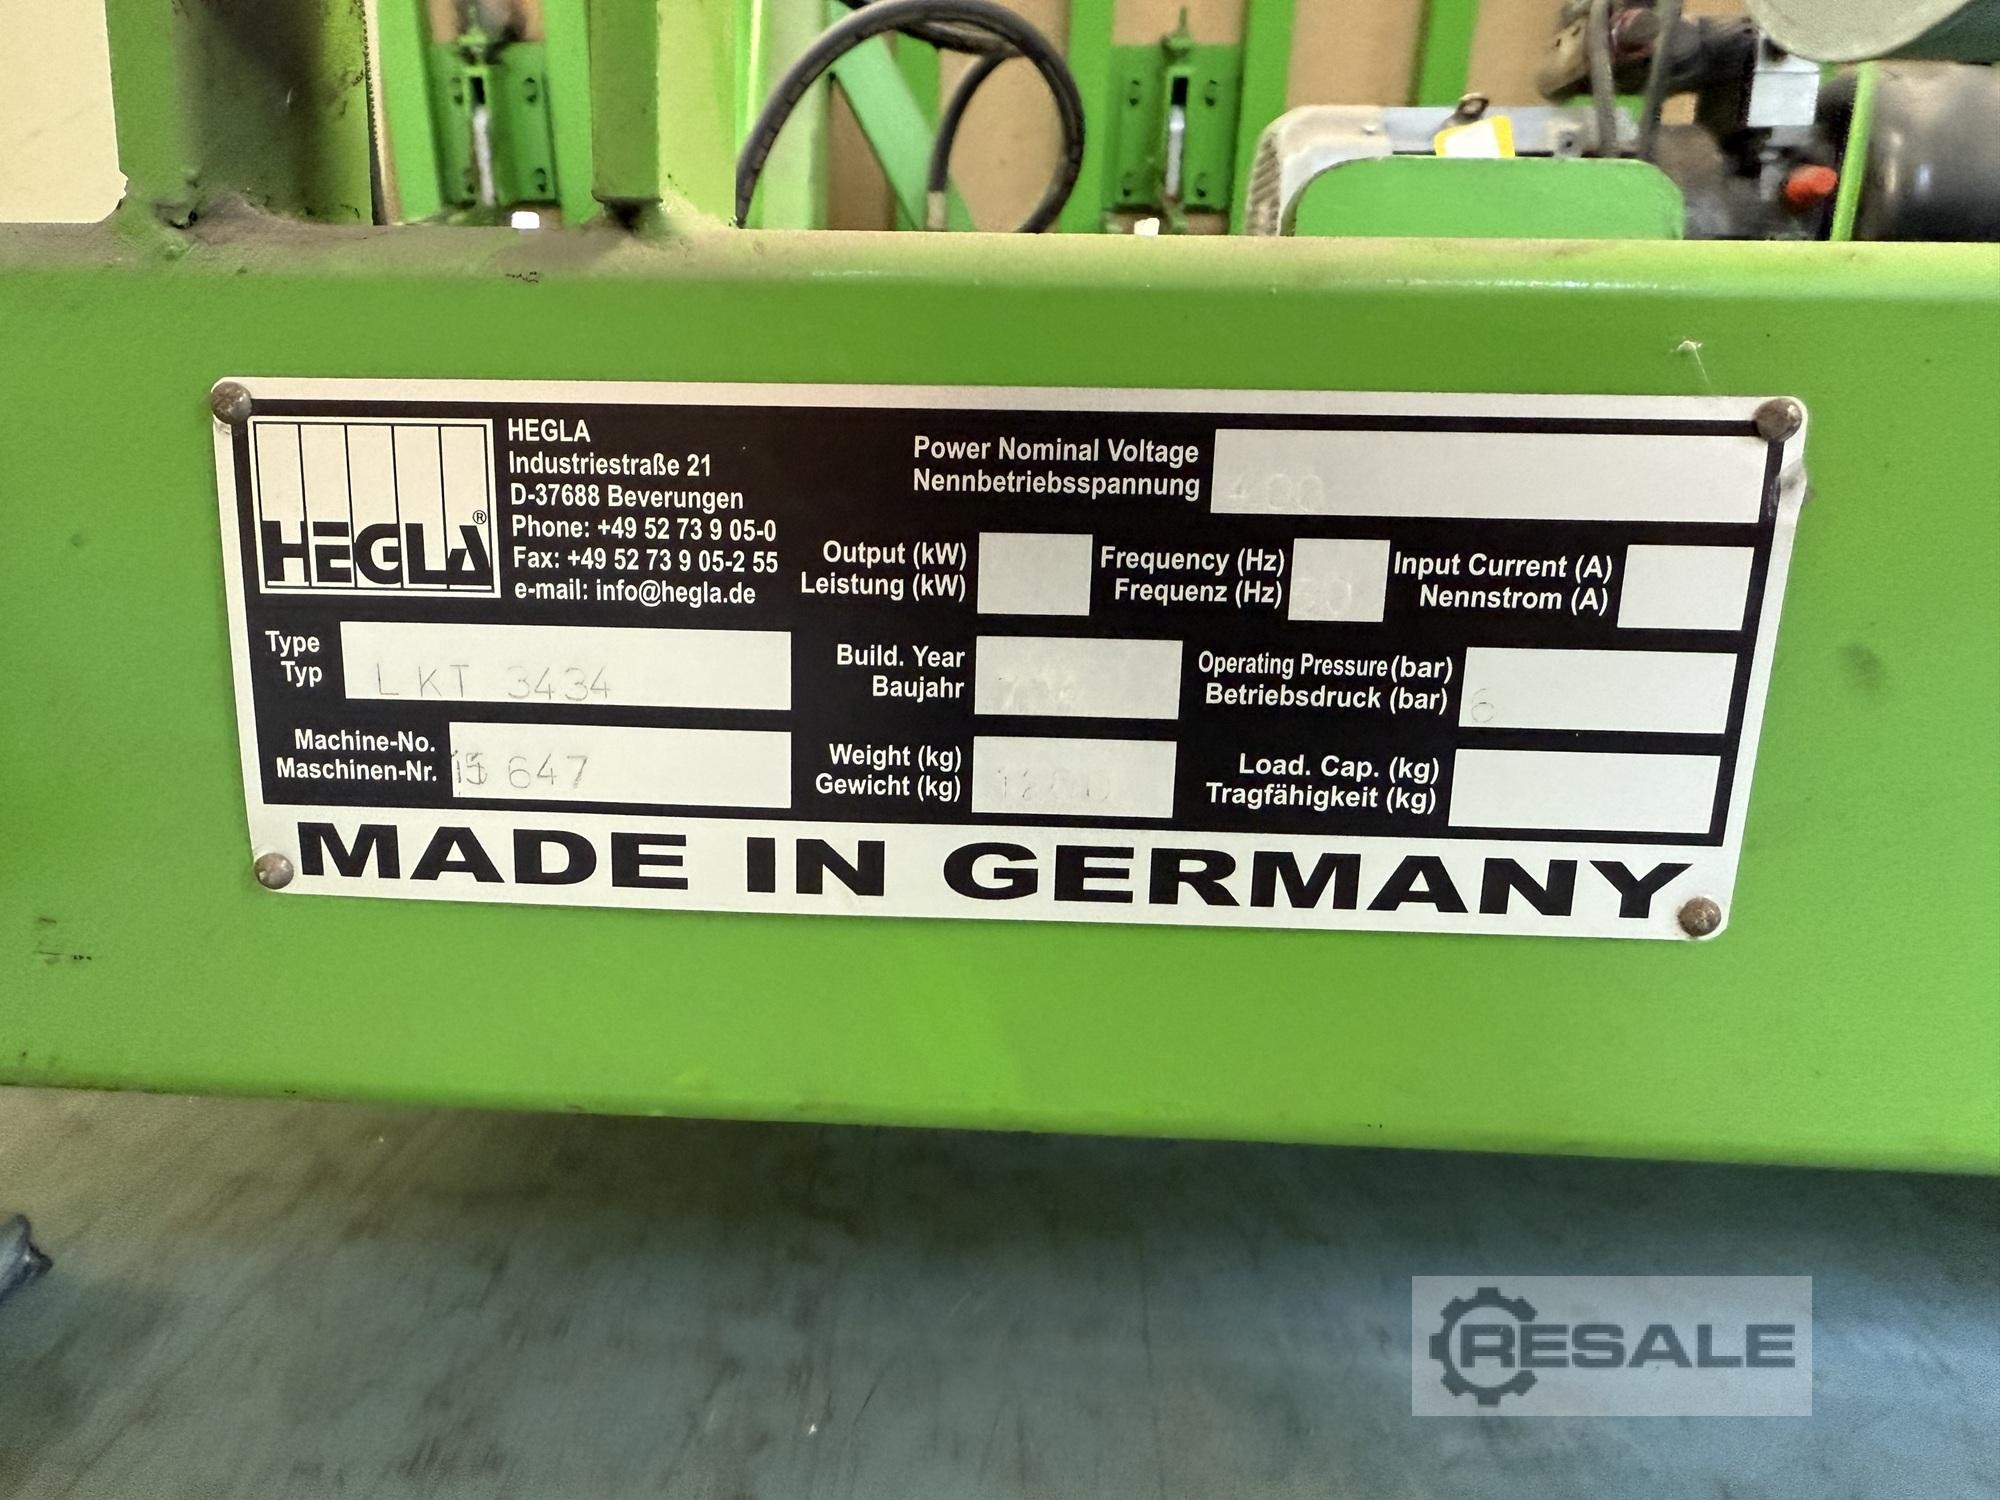 HEGLA®
HEGLA
Industriestraße 21
D-37688 Beverungen
Phone: +49 52 73 9 05-0
Fax: +49 52 73 9 05-2 55
e-mail: info@hegla.de
Power Nominal Voltage
Nennbetriebsspannung
400
Output (kW)
Leistung (kW)
Frequency (Hz)
Frequenz (Hz)
Input Current (A)
Nennstrom (A)
Type
Typ
LKT 3434
Build. Year
Baujahr
Operating Pressure (bar)
Betriebsdruck (bar)
6
Machine-No.
Maschinen-Nr.
647
Weight (kg)
Gewicht (kg)
Load. Cap. (kg)
Tragfähigkeit (kg)
MADE IN GERMANY
RESALE